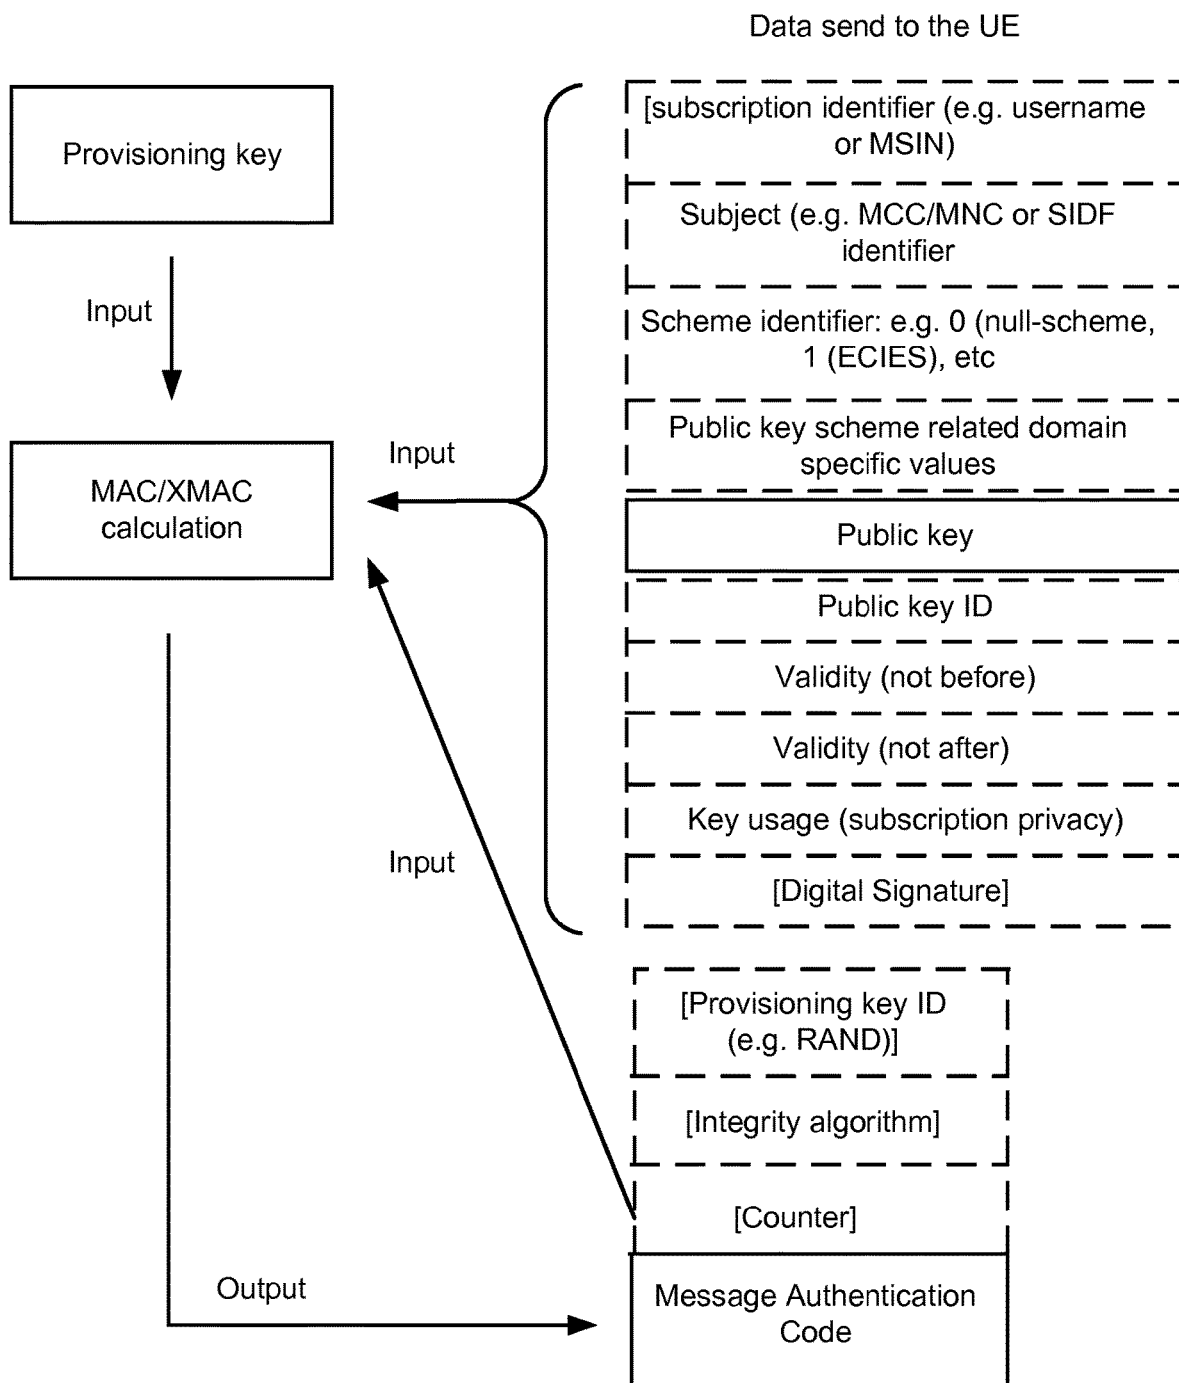 Data send to the UE
Provisioning key
Input
MAC/XMAC
calculation
Input
Input
Output
[subscription identifier (e.g. username
or MSIN)
Subject (e.g. MCC/MNC or SIDF
identifier
Scheme identifier: e.g. 0 (null-scheme,
1 (ECIES), etc
Public key scheme related domain
specific values
Public key
Public key ID
Validity (not before)
Validity (not after)
Key usage (subscription privacy)
[Digital Signature]
[Provisioning key ID
(e.g. RAND)]
[Integrity algorithm]
[Counter]
Message Authentication
Code